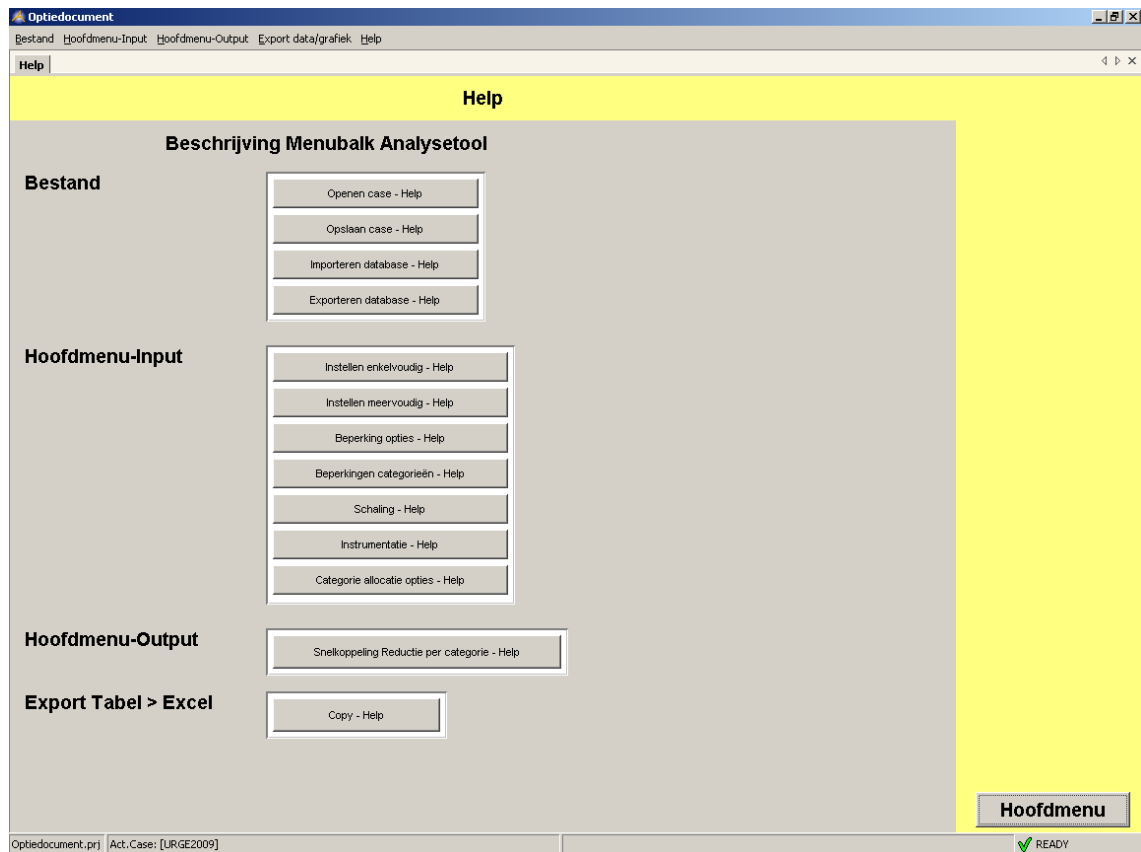 Optiedocument
Bestand Hoofdmenu-Input Hoofdmenu-Output Export data/grafiek Help
Help
Help
Beschrijving Menubalk Analysetool
Bestand
Openen case - Help
Opslaan case - Help
Importeren database - Help
Exporteren database - Help
Hoofdmenu-Input
Instellen enkelvoudig - Help
Instellen meervoudig - Help
Beperking opties - Help
Beperkingen categorieën - Help
Schaling - Help
Instrumentatie - Help
Categorie allocatie opties - Help
Hoofdmenu-Output
Snelkoppeling Reductie per categorie - Help
Export Tabel > Excel
Copy - Help
Hoofdmenu
Optiedocument.prj Act.Case: [URGE2009] READY